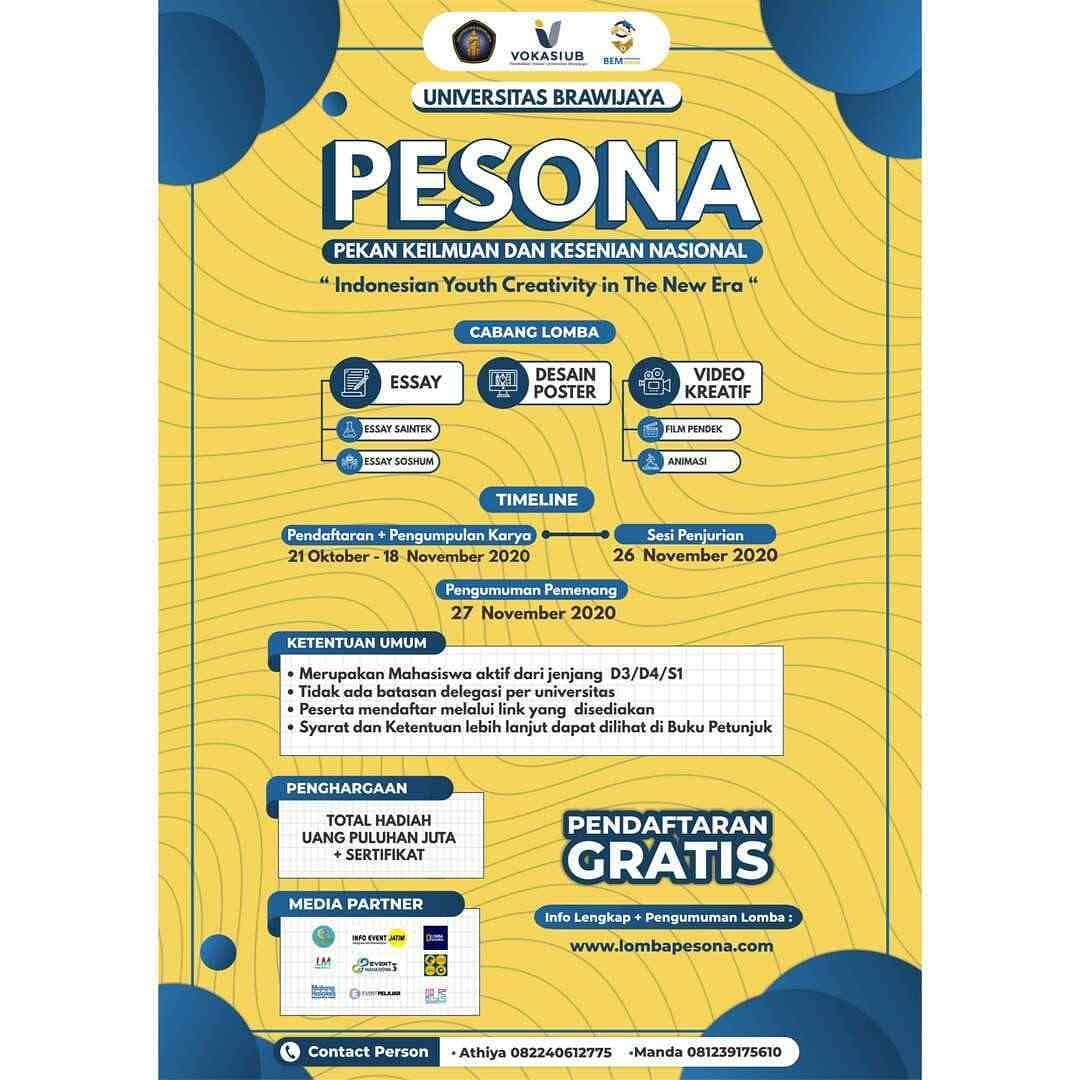 VOKASIUB
BEM
UNIVERSITAS BRAWIJAYA
PESONA
PEKAN KEILMUAN DAN KESENIAN NASIONAL
“ Indonesian Youth Creativity in The New Era “
CABANG LOMBA
ESSAY
ESSAY SAINTEK
ESSAY SOSHUM
DESAIN
POSTER
VIDEO
KREATIF
FILM PENDEK
ANIMASI
TIMELINE
Pendaftaran + Pengumpulan Karya
21 Oktober - 18 November 2020
Sesi Penjurian
26 November 2020
Pengumuman Pemenang
27 November 2020
KETENTUAN UMUM
• Merupakan Mahasiswa aktif dari jenjang D3/D4/S1
• Tidak ada batasan delegasi per universitas
• Peserta mendaftar melalui link yang disediakan
• Syarat dan Ketentuan lebih lanjut dapat dilihat di Buku Petunjuk
PENGHARGAAN
TOTAL HADIAH
UANG PULUHAN JUTA
+ SERTIFIKAT
PENDAFTARAN
GRATIS
MEDIA PARTNER
INFO EVENT JATIM
EVENT
MAHASISWA
EVENTPELAJAR
Info Lengkap + Pengumuman Lomba :
www.lombapesona.com
Contact Person
• Athiya 082240612775
•Manda 081239175610